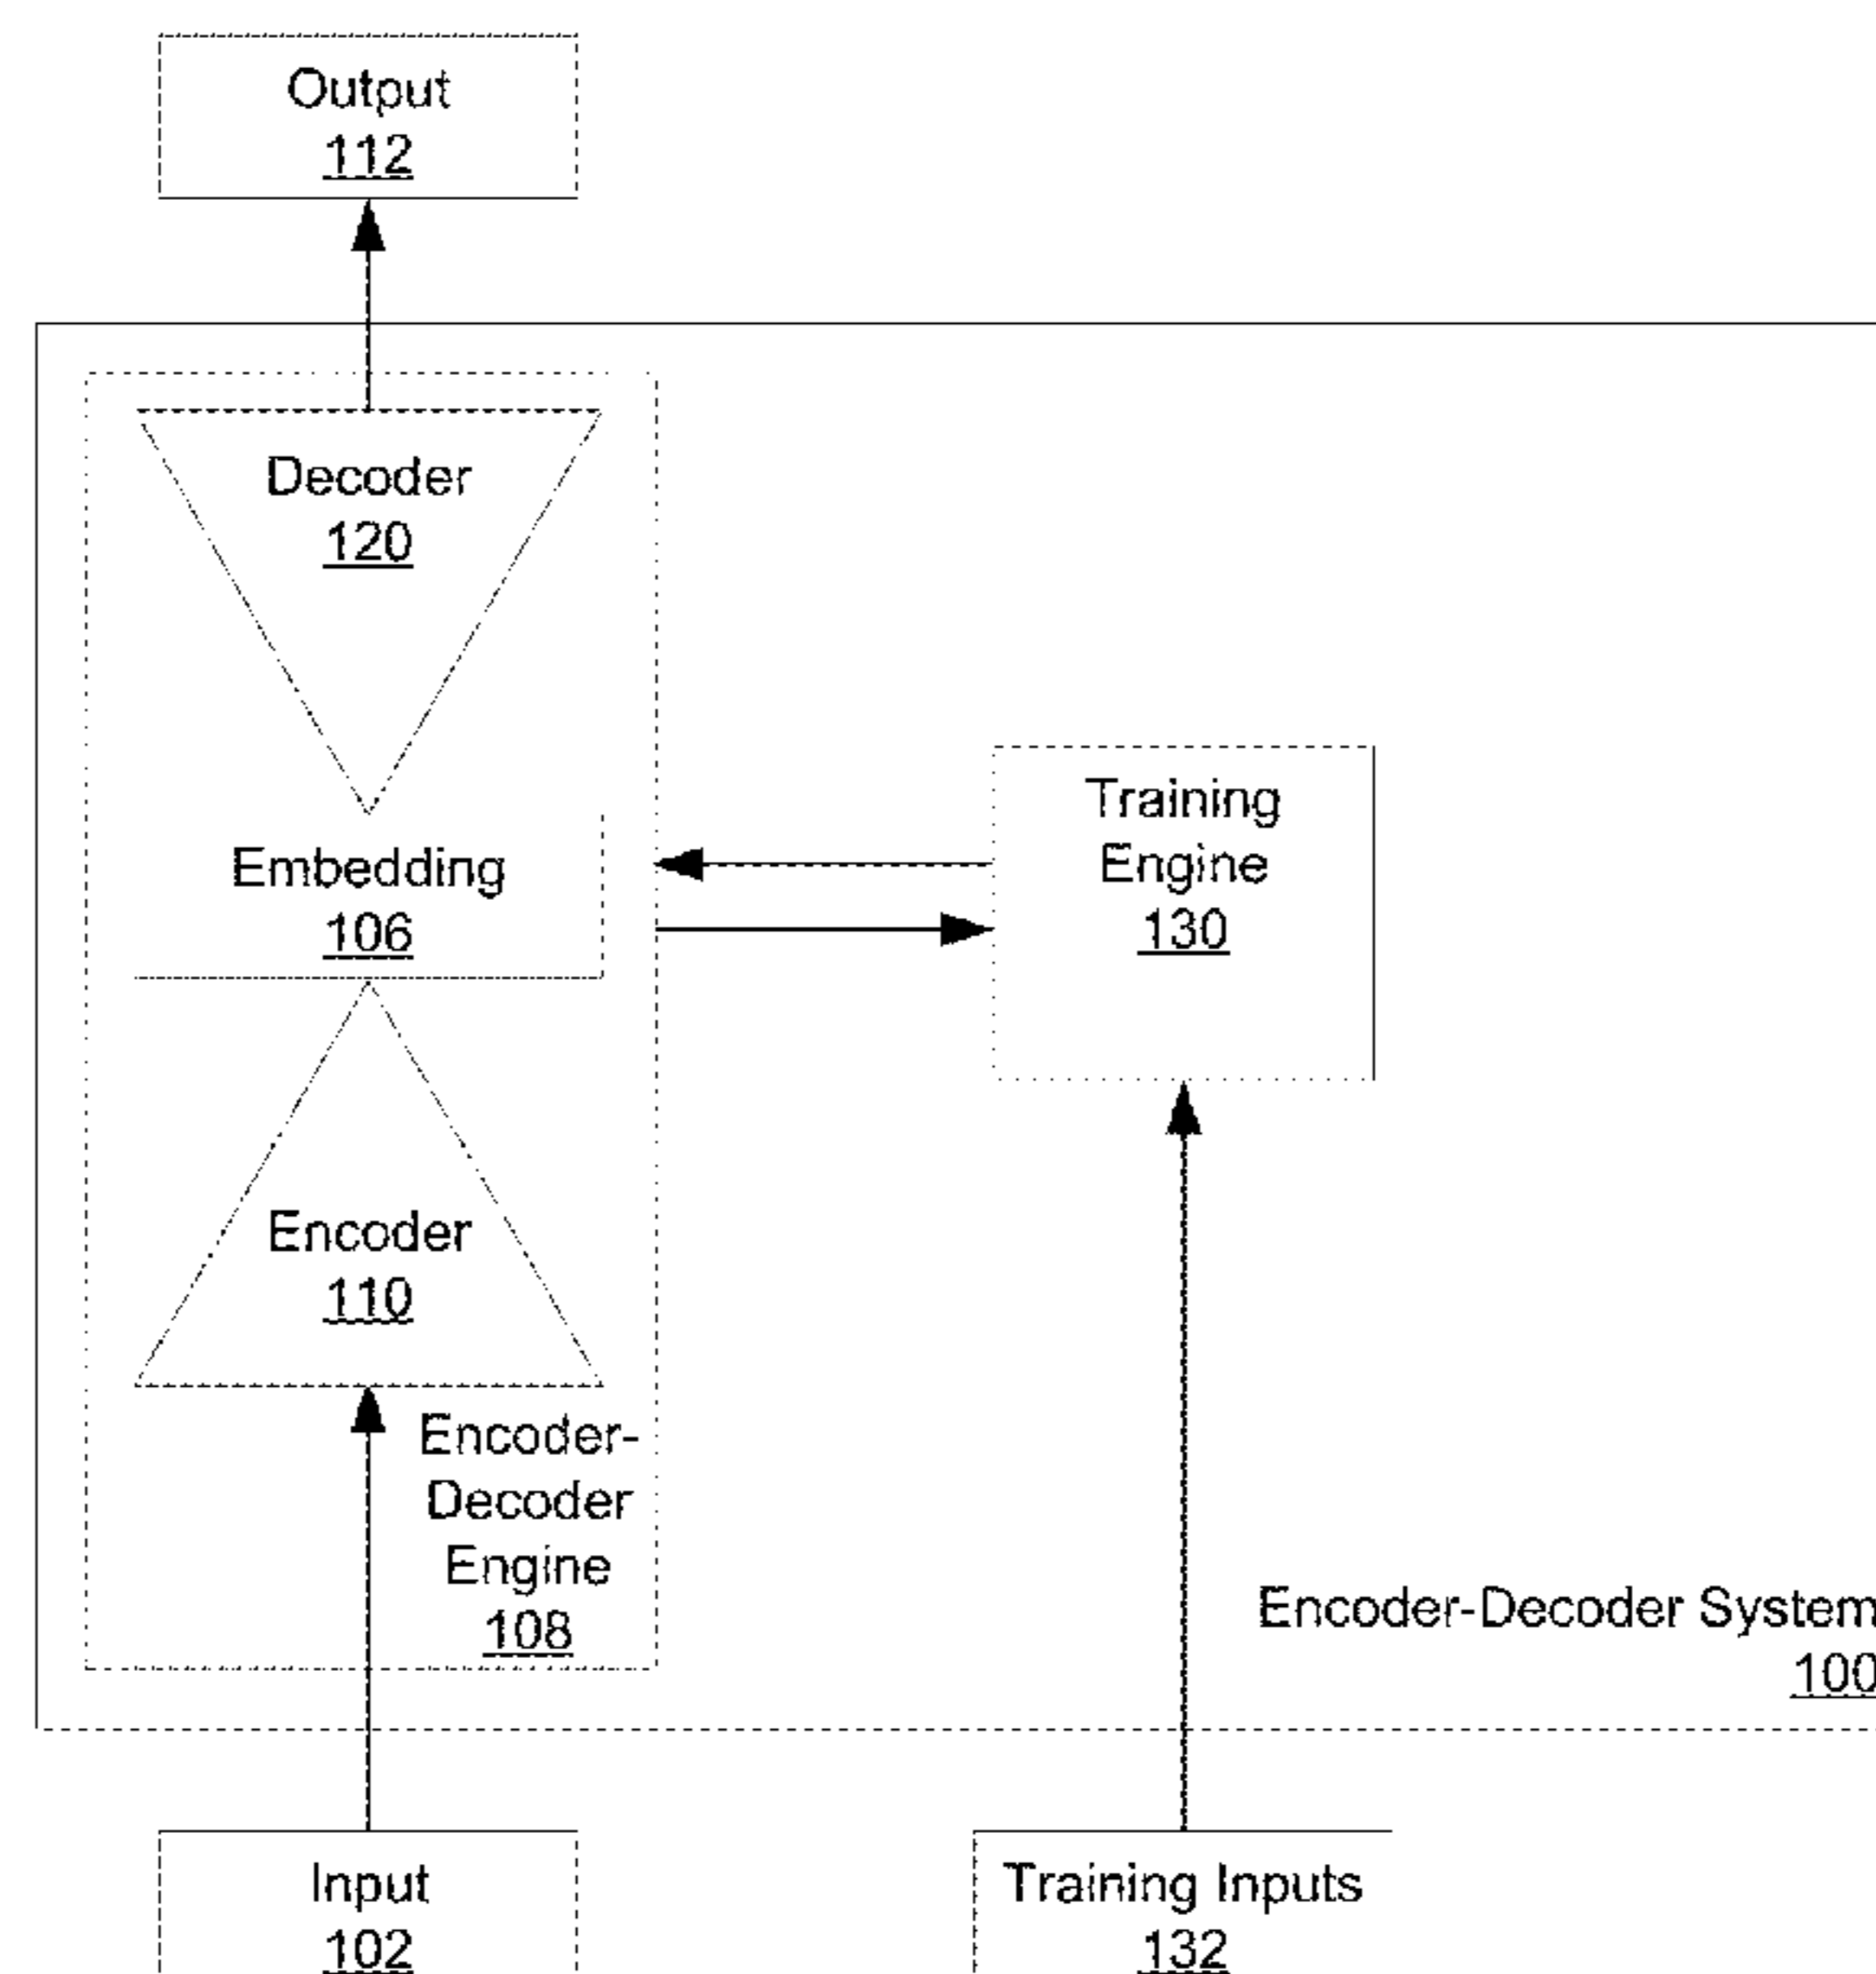 Output
112
Decoder
120
Embedding
106
Training
Engine
130
Encoder
110
Encoder-
Decoder
Engine
108
Encoder-Decoder System
100
Input
102
Training Inputs
132